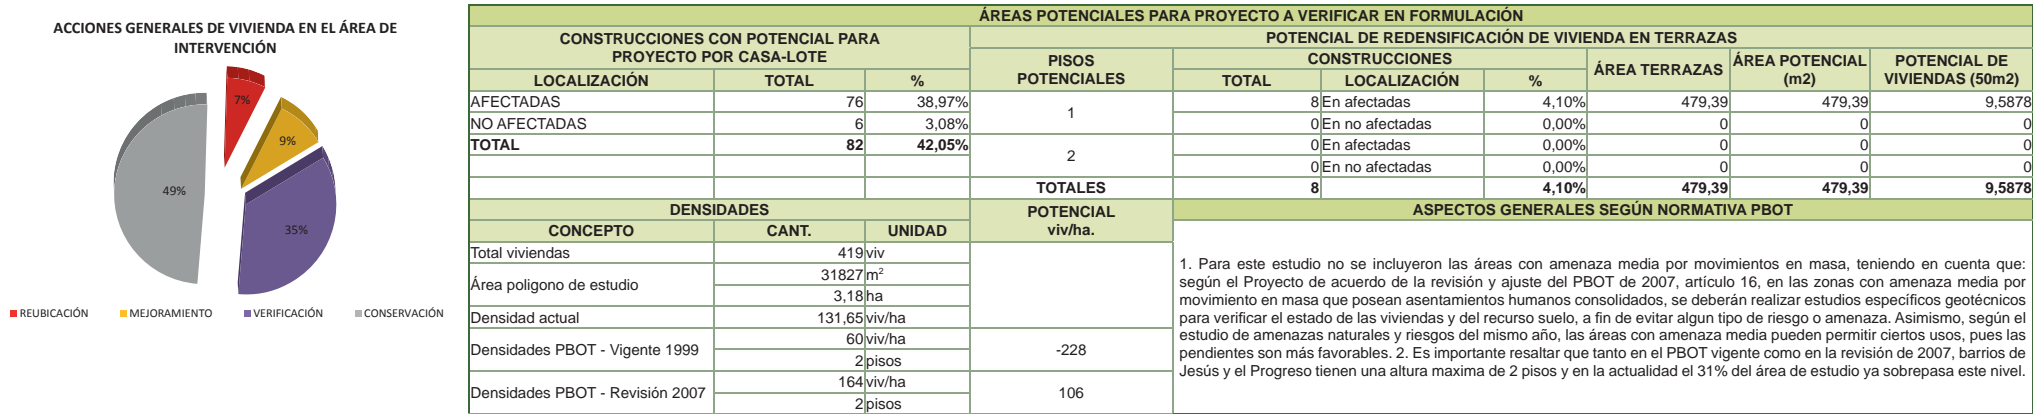 ACCIONES GENERALES DE VIVIENDA EN EL ÁREA DE
INTERVENCIÓN
7%
9%
35%
49%
REUBICACIÓN MEJORAMIENTO VERIFICACIÓN CONSERVACIÓN
ÁREAS POTENCIALES PARA PROYECTO A VERIFICAR EN FORMULACIÓN
CONSTRUCCIONES CON POTENCIAL PARA
PROYECTO POR CASA-LOTE
POTENCIAL DE REDENSIFICACIÓN DE VIVIENDA EN TERRAZAS
PISOS
POTENCIALES
CONSTRUCCIONES
ÁREA TERRAZAS
ÁREA POTENCIAL
(m2)
POTENCIAL DE
VIVIENDAS (50m2)
LOCALIZACIÓN TOTAL %
TOTAL LOCALIZACIÓN %
AFECTADAS 76 38,97%
NO AFECTADAS 6 3,08%
TOTAL 82 42,05%
1
8 En afectadas 4,10% 479,39 479,39 9,5878
0 En no afectadas 0,00% 0 0 0
2
0 En afectadas 0,00% 0 0 0
0 En no afectadas 0,00% 0 0 0
TOTALES 8 4,10% 479,39 479,39 9,5878
DENSIDADES
POTENCIAL
viv/ha.
CONCEPTO CANT. UNIDAD
Total viviendas 419 viv
Área poligono de estudio 31827 m²
3,18 ha
Densidad actual 131,65 viv/ha
Densidades PBOT - Vigente 1999 60 viv/ha -228
2 pisos
Densidades PBOT - Revisión 2007 164 viv/ha 106
2 pisos
ASPECTOS GENERALES SEGÚN NORMATIVA PBOT
1. Para este estudio no se incluyeron las áreas con amenaza media por movimientos en masa, teniendo en cuenta que:
según el Proyecto de acuerdo de la revisión y ajuste del PBOT de 2007, artículo 16, en las zonas con amenaza media por
movimiento en masa que posean asentamientos humanos consolidados, se deberán realizar estudios específicos geotécnicos
para verificar el estado de las viviendas y del recurso suelo, a fin de evitar algun tipo de riesgo o amenaza. Asimismo, según el
estudio de amenazas naturales y riesgos del mismo año, las áreas con amenaza media pueden permitir ciertos usos, pues las
pendientes son más favorables. 2. Es importante resaltar que tanto en el PBOT vigente como en la revisión de 2007, barrios de
Jesús y el Progreso tienen una altura maxima de 2 pisos y en la actualidad el 31% del área de estudio ya sobrepasa este nivel.